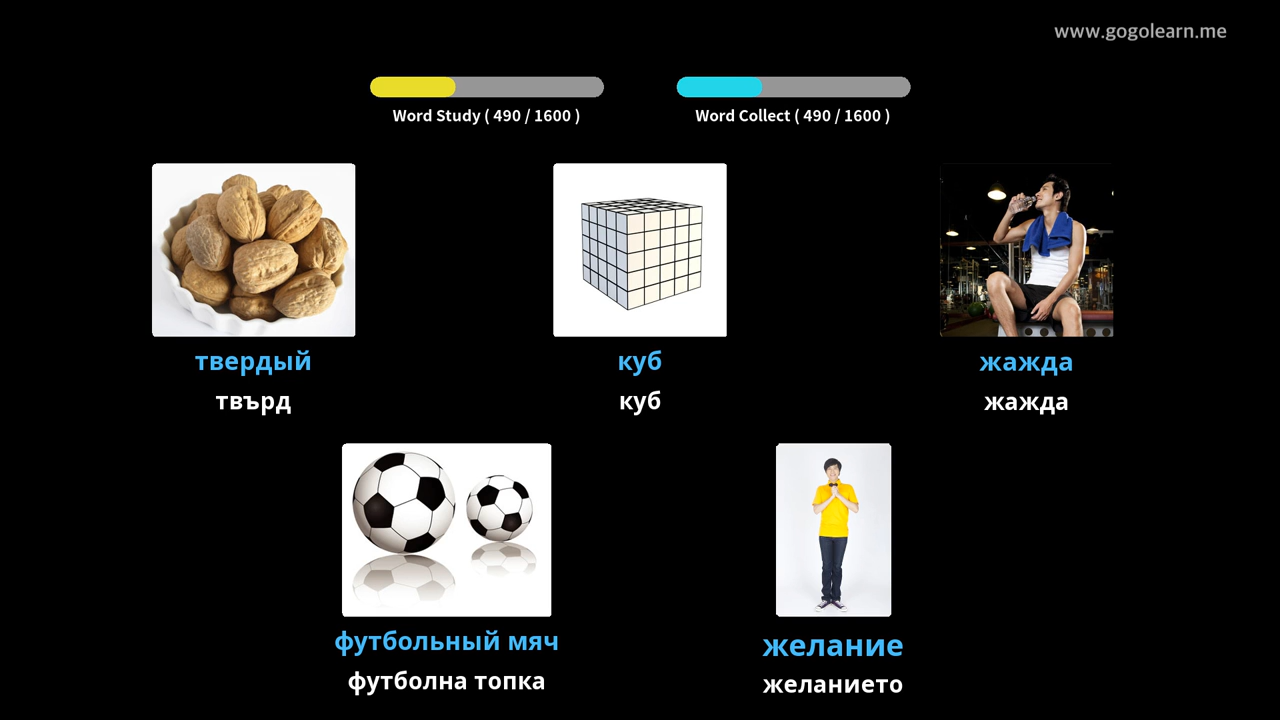 www.gogolearn.me
Word Study ( 490 / 1600 )
Word Collect ( 490 / 1600 )
твердый
твърд
куб
куб
жажда
жажда
футбольный мяч
футболна топка
желание
желанието